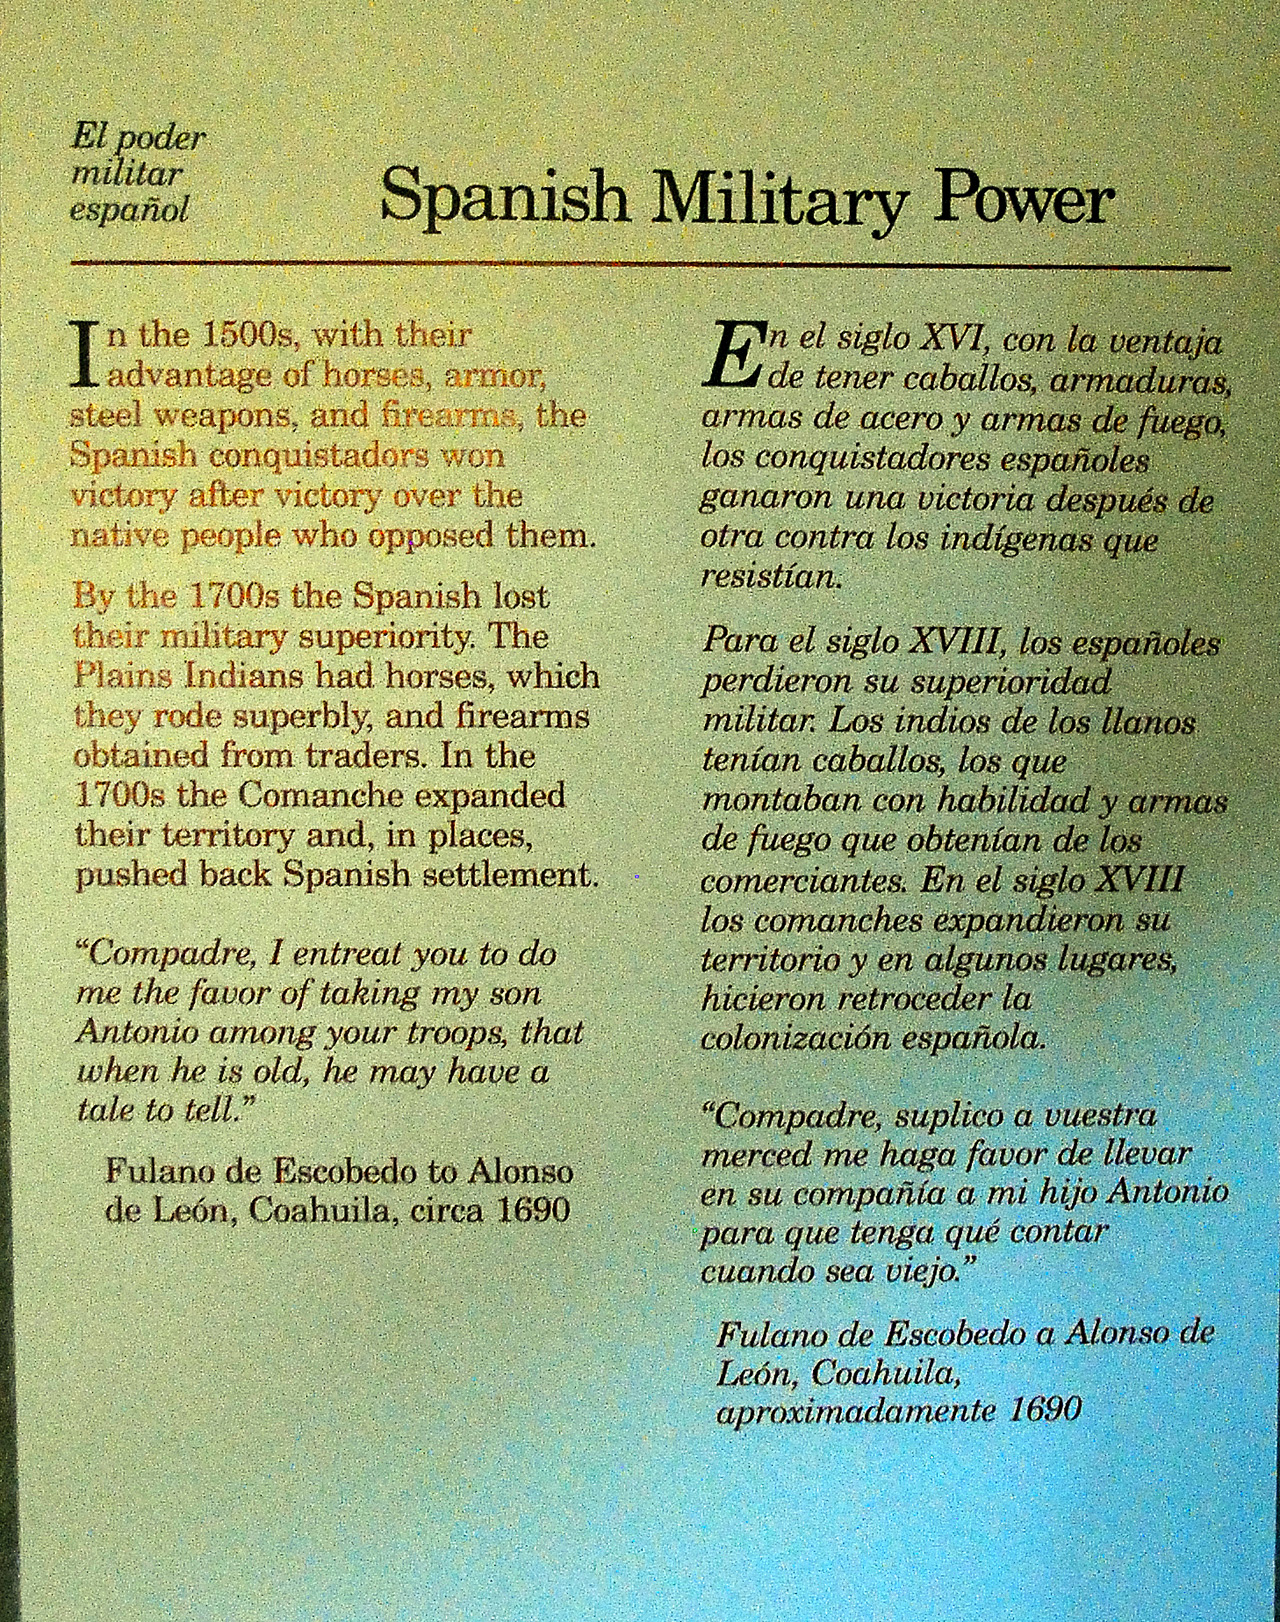 El poder
militar
español
Spanish Military Power
In the 1500s, with their
advantage of horses, armor,
steel weapons, and firearms, the
Spanish conquistadors won
victory after victory over the
native people who opposed them.
By the 1700s the Spanish lost
their military superiority. The
Plains Indians had horses, which
they rode superbly, and firearms
obtained from traders. In the
1700s the Comanche expanded
their territory and, in places,
pushed back Spanish settlement.
“Compadre, I entreat you to do
me the favor of taking my son
Antonio among your troops, that
when he is old, he may have a
tale to tell.”
Fulano de Escobedo to Alonso
de León, Coahuila, circa 1690
En el siglo XVI, con la ventaja
de tener caballos, armaduras,
armas de acero y armas de fuego,
los conquistadores españoles
ganaron una victoria después de
otra contra los indígenas que
resistían.
Para el siglo XVIII, los españoles
perdieron su superioridad
militar. Los indios de los llanos
tenían caballos, los que
montaban con habilidad y armas
de fuego que obtenían de los
comerciantes. En el siglo XVIII
los comanches expandieron su
territorio y en algunos lugares,
hicieron retroceder la
colonización española.
“Compadre, suplico a vuestra
merced me haga favor de llevar
en su compañía a mi hijo Antonio
para que tenga qué contar
cuando sea viejo.”
Fulano de Escobedo a Alonso de
León, Coahuila,
aproximadamente 1690